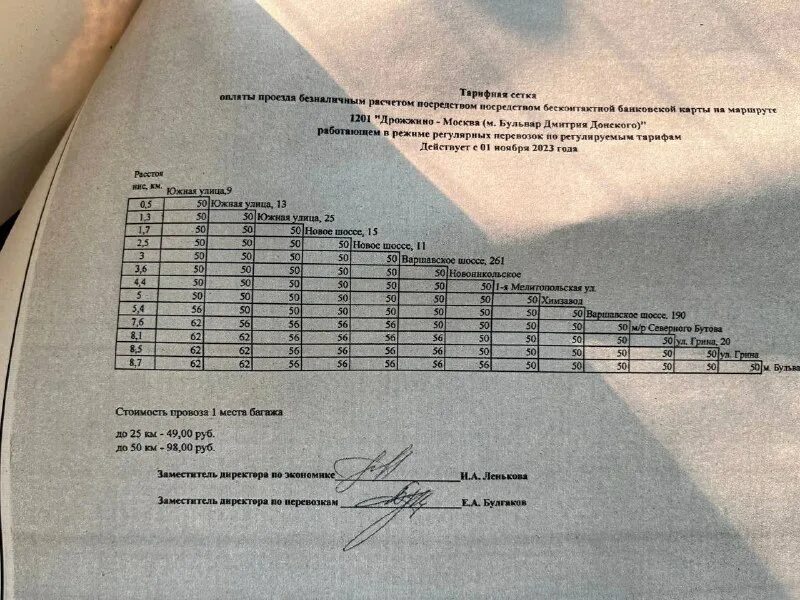 Тарифная сетка
оплаты проезда безналичным расчетом посредством посредством бесконтактной банковской карты на маршруте
1201 "Дрожжино - Москва (м. Бульвар Дмитрия Донского)"
работающем в режиме регулярных перевозок по регулируемым тарифам
Действует с 01 ноября 2023 года
Расстоя
ние, км.
Южная улица,9
0,5 50 Южная улица, 13
1,3 50 50 Южная улица, 25
1,7 50 50 50 Новое шоссе, 15
2,5 50 50 50 50 Новое шоссе, 11
3 50 50 50 50 50 Варшавское шоссе, 261
3,6 50 50 50 50 50 50 Новоникольское
4,4 50 50 50 50 50 50 50 1-я Мелитопольская ул.
5 50 50 50 50 50 50 50 50 Химзавод
5,4 56 50 50 50 50 50 50 50 50 Варшавское шоссе, 190
7,6 62 56 56 56 56 50 50 50 50 50 м/р Северного Бутова
8,1 62 62 56 56 56 56 50 50 50 50 50 ул. Грина, 20
8,5 62 62 56 56 56 56 50 50 50 50 50 50 ул. Грина
8,7 62 62 56 56 56 56 56 50 50 50 50 50 50 м. Бульва
Стоимость провоза 1 места багажа
до 25 км - 49,00 руб.
до 50 км - 98,00 руб.
Заместитель директора по экономике И.А. Ленькова
Заместитель директора по перевозкам Е.А. Булгаков